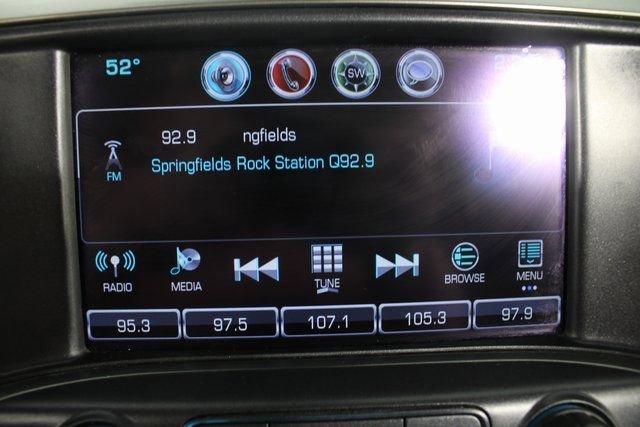 52°
SW
92.9 ngfields
FM
Springfields Rock Station Q92.9
RADIO MEDIA TUNE BROWSE MENU
95.3 97.5 107.1 105.3 97.9